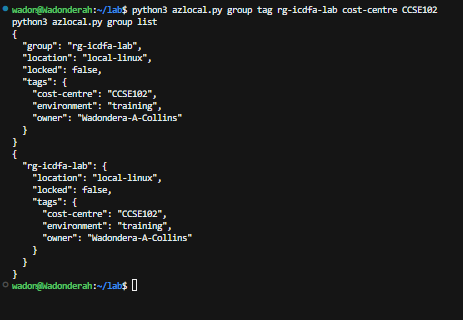 wadon@Wadonderah:~/lab$ python3 azlocal.py group tag rg-icdfa-lab cost-centre CCSE102
python3 azlocal.py group list
{
  "group": "rg-icdfa-lab",
  "location": "local-linux",
  "locked": false,
  "tags": {
    "cost-centre": "CCSE102",
    "environment": "training",
    "owner": "Wadondera-A-Collins"
  }
}
{
  "rg-icdfa-lab": {
    "location": "local-linux",
    "locked": false,
    "tags": {
      "cost-centre": "CCSE102",
      "environment": "training",
      "owner": "Wadondera-A-Collins"
    }
  }
}
wadon@Wadonderah:~/lab$